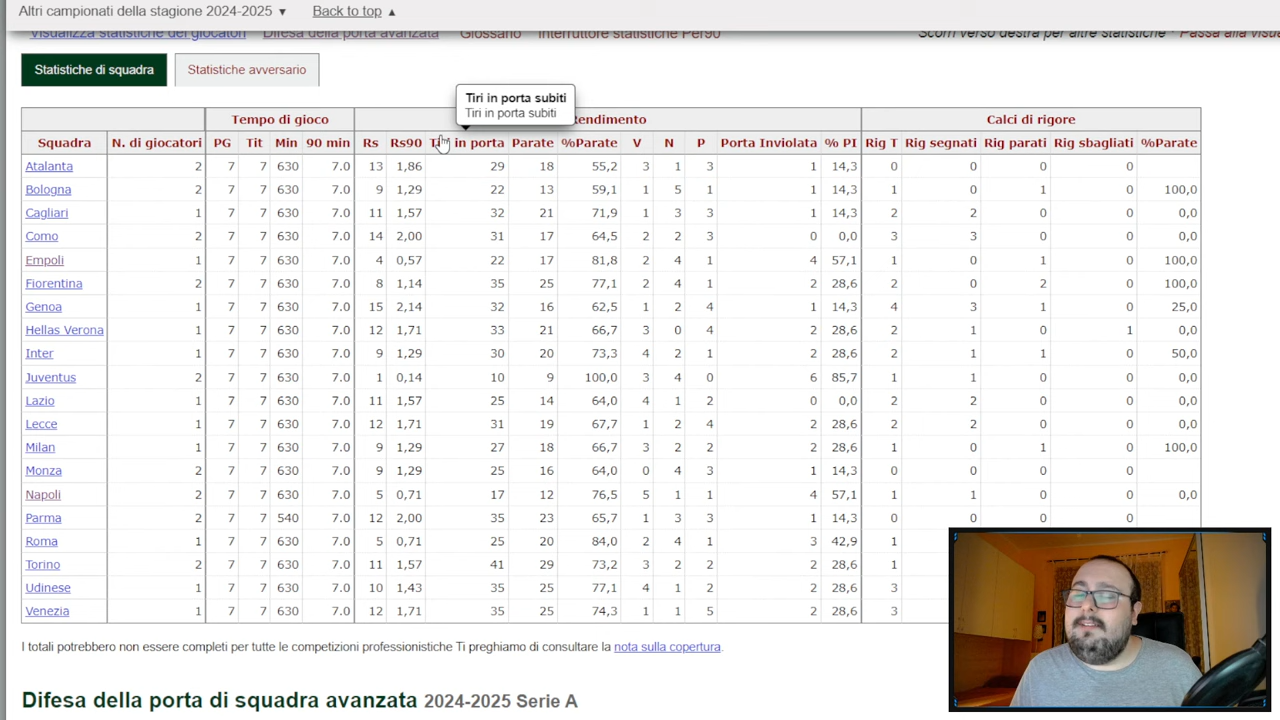 Altri campionati della stagione 2024-2025 ▼ Back to top ▲
Visualizza statistiche dei giocatori Difesa della porta avanzata Glossario Interruttore statistiche Per90 Scorri verso destra per altre statistiche · Passa alla
Statistiche di squadra Statistiche avversario
Tiri in porta subiti
Tiri in porta subiti
Tempo di gioco Rendimento Calci di rigore
Squadra N. di giocatori PG Tit Min 90 min Rs Rs90 in porta Parate %Parate V N P Porta Inviolata % PI Rig T Rig segnati Rig parati Rig sbagliati %Parate
Atalanta 2 7 7 630 7.0 13 1,86 29 18 55,2 3 1 3 1 14,3 0 0 0 0
Bologna 2 7 7 630 7.0 9 1,29 22 13 59,1 1 5 1 1 14,3 1 0 1 0 100,0
Cagliari 1 7 7 630 7.0 11 1,57 32 21 71,9 1 3 3 1 14,3 2 2 0 0 0,0
Como 2 7 7 630 7.0 14 2,00 31 17 64,5 2 2 3 0 0,0 3 3 0 0 0,0
Empoli 1 7 7 630 7.0 4 0,57 22 17 81,8 2 4 1 4 57,1 1 0 1 0 100,0
Fiorentina 2 7 7 630 7.0 8 1,14 35 25 77,1 2 4 1 2 28,6 2 0 2 0 100,0
Genoa 1 7 7 630 7.0 15 2,14 32 16 62,5 1 2 4 1 14,3 4 3 1 0 25,0
Hellas Verona 1 7 7 630 7.0 12 1,71 33 21 66,7 3 0 4 2 28,6 2 1 0 1 0,0
Inter 1 7 7 630 7.0 9 1,29 30 20 73,3 4 2 1 2 28,6 2 1 1 0 50,0
Juventus 2 7 7 630 7.0 1 0,14 10 9 100,0 3 4 0 6 85,7 1 1 0 0 0,0
Lazio 1 7 7 630 7.0 11 1,57 25 14 64,0 4 1 2 0 0,0 2 2 0 0 0,0
Lecce 1 7 7 630 7.0 12 1,71 31 19 67,7 1 2 4 2 28,6 2 2 0 0 0,0
Milan 1 7 7 630 7.0 9 1,29 27 18 66,7 3 2 2 2 28,6 1 0 1 0 100,0
Monza 2 7 7 630 7.0 9 1,29 25 16 64,0 0 4 3 1 14,3 0 0 0 0
Napoli 2 7 7 630 7.0 5 0,71 17 12 76,5 5 1 1 4 57,1 1 1 0 0 0,0
Parma 2 7 7 540 7.0 12 2,00 35 23 65,7 1 3 3 1 14,3 0 0 0 0
Roma 1 7 7 630 7.0 5 0,71 25 20 84,0 2 4 1 3 42,9 1
Torino 2 7 7 630 7.0 11 1,57 41 29 73,2 3 2 2 2 28,6 1
Udinese 1 7 7 630 7.0 10 1,43 35 25 77,1 4 1 2 2 28,6 3
Venezia 1 7 7 630 7.0 12 1,71 35 25 74,3 1 1 5 2 28,6 3
I totali potrebbero non essere completi per tutte le competizioni professionistiche Ti preghiamo di consultare la nota sulla copertura.
Difesa della porta di squadra avanzata 2024-2025 Serie A